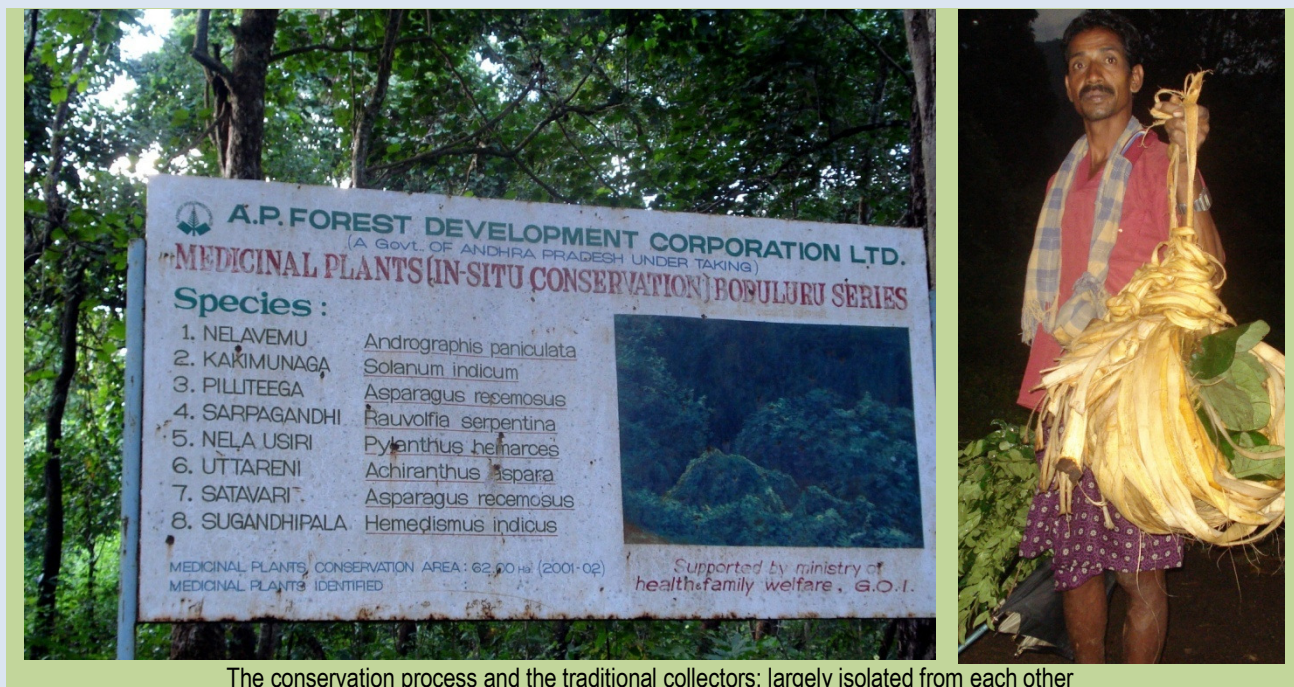 A.P. FOREST DEVELOPMENT CORPORATION LTD.
(A Govt. OF ANDHRA PRADESH UNDER TAKING)
MEDICINAL PLANTS (IN-SITU CONSERVATION) BODULURU SERIES
Species :
1. NELAVEMU Andrographis paniculata
2. KAKIMUNAGA Solanum indicum
3. PILLITEEGA Asparagus recemosus
4. SARPAGANDHI Rauvolfia serpentina
5. NELA USIRI Pylanthus hemarces
6. UTTARENI Achiranthus aspara
7. SATAVARI Asparagus recemosus
8. SUGANDHIPALA Hemedismus indicus
MEDICINAL PLANTS CONSERVATION AREA : 62.00 Ha (2001-02)
MEDICINAL PLANTS IDENTIFIED :
Supported by ministry of
health & family welfare, G.O.I.
The conservation process and the traditional collectors: largely isolated from each other